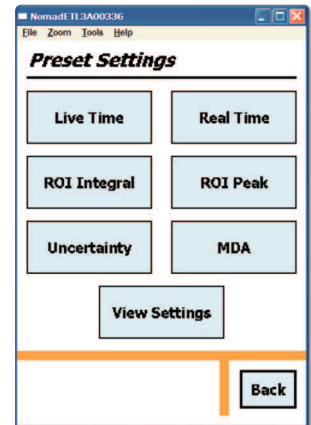 NomadETL3A00336
File Zoom Tools Help
Preset Settings
Live Time Real Time
ROI Integral ROI Peak
Uncertainty MDA
View Settings
Back